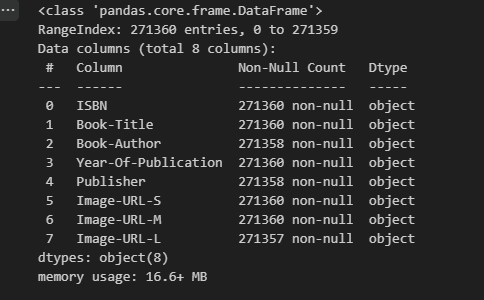 ...
<class 'pandas.core.frame.DataFrame'>
RangeIndex: 271360 entries, 0 to 271359
Data columns (total 8 columns):
 #   Column               Non-Null Count   Dtype
---  ------               --------------   -----
 0   ISBN                 271360 non-null  object
 1   Book-Title           271360 non-null  object
 2   Book-Author          271358 non-null  object
 3   Year-Of-Publication  271360 non-null  object
 4   Publisher            271358 non-null  object
 5   Image-URL-S          271360 non-null  object
 6   Image-URL-M          271360 non-null  object
 7   Image-URL-L          271357 non-null  object
dtypes: object(8)
memory usage: 16.6+ MB